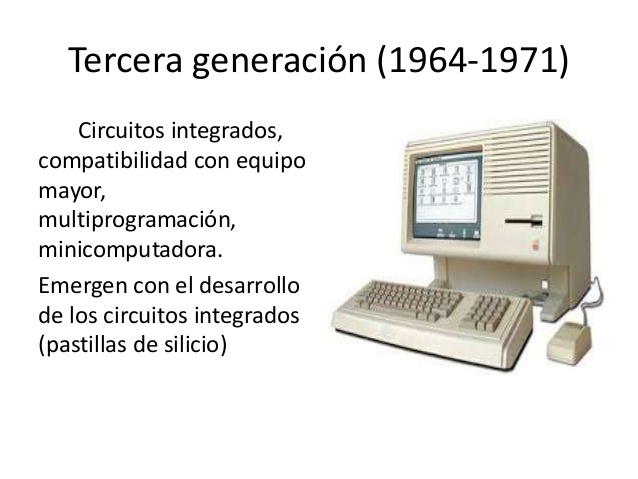 Tercera generación (1964-1971)
Circuitos integrados,
compatibilidad con equipo
mayor,
multiprogramación,
minicomputadora.
Emergen con el desarrollo
de los circuitos integrados
(pastillas de silicio)